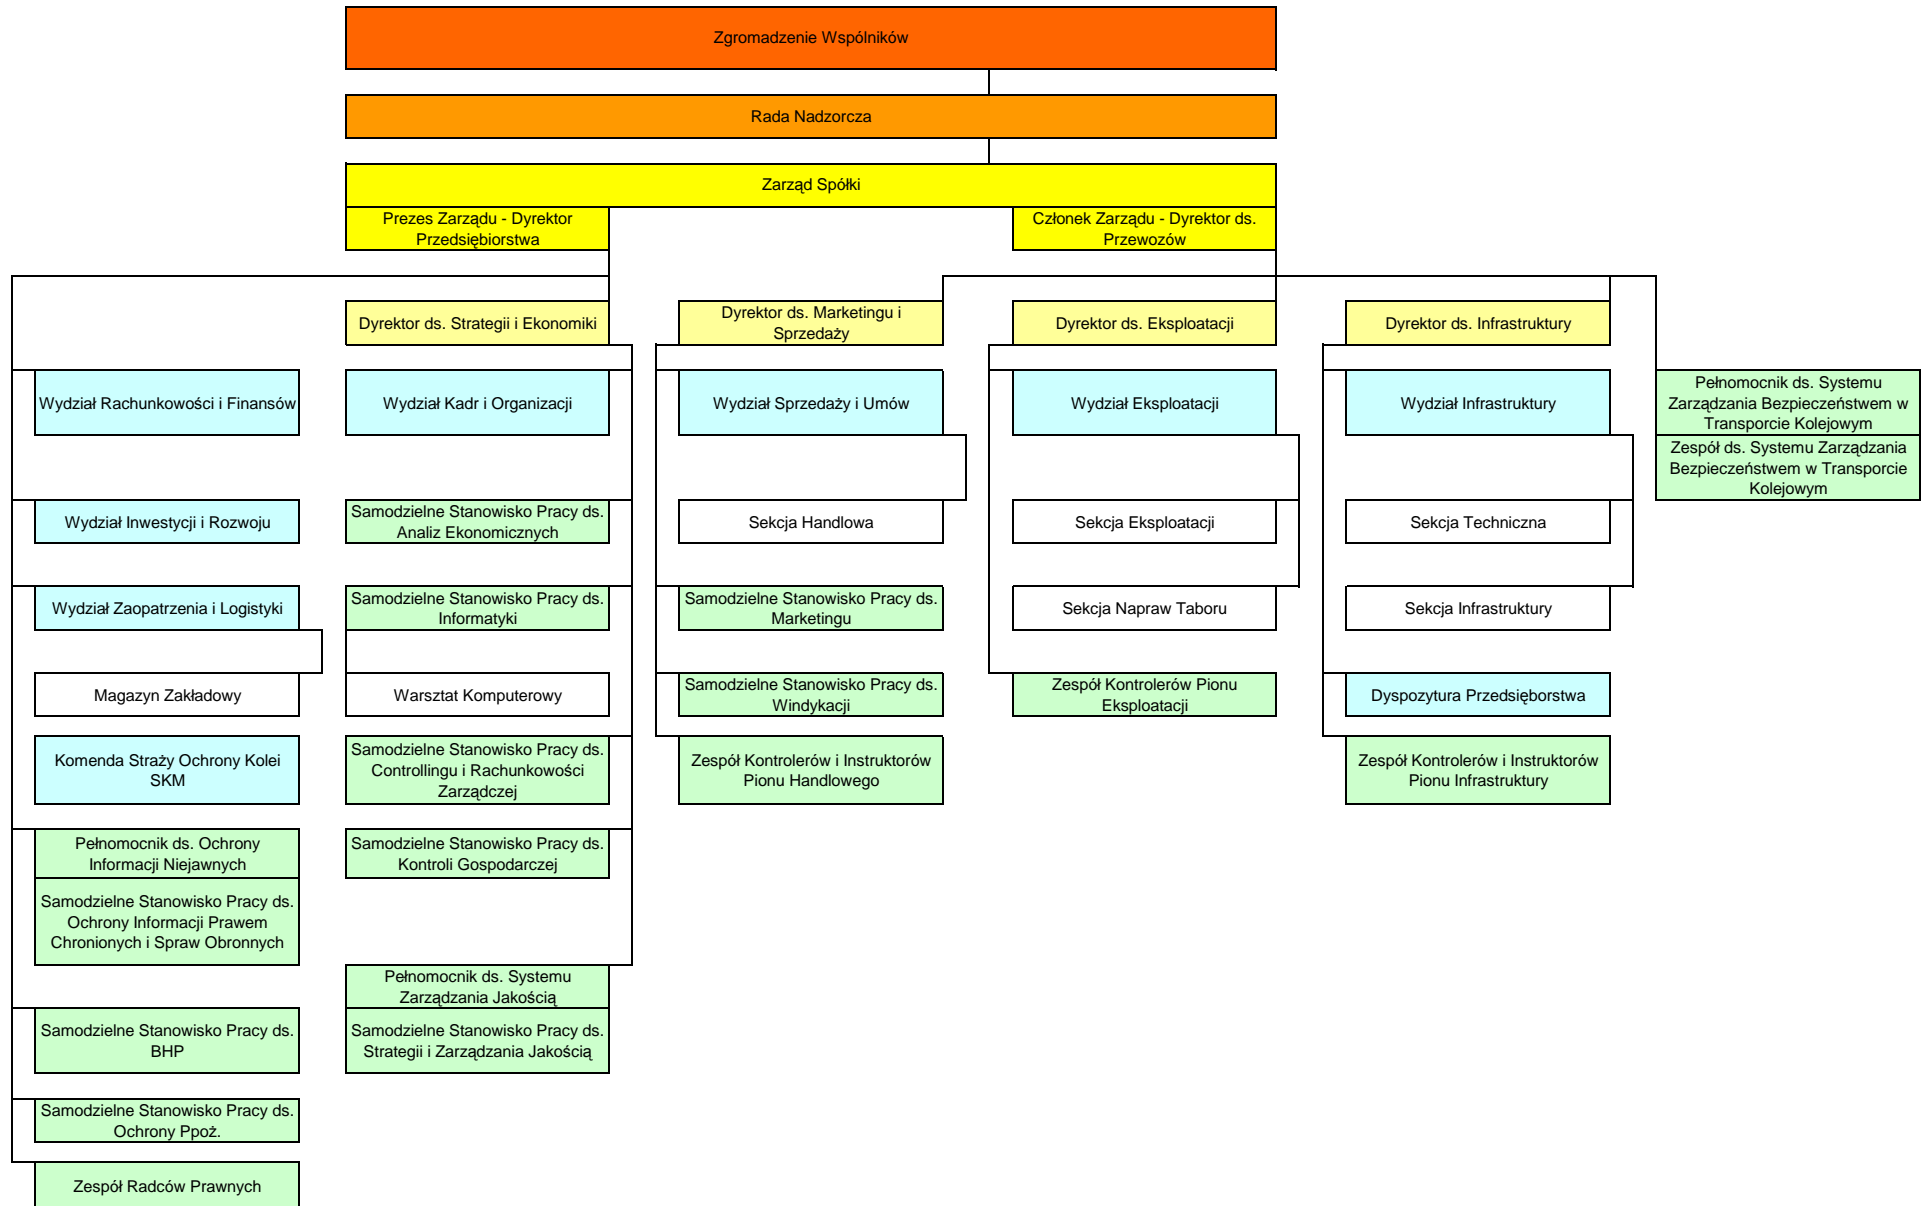 Zgromadzenie Wspólników
Rada Nadzorcza
Zarząd Spółki
Prezes Zarządu - Dyrektor
Przedsiębiorstwa
Członek Zarządu - Dyrektor ds.
Przewozów
Dyrektor ds. Strategii i Ekonomiki
Dyrektor ds. Marketingu i
Sprzedaży
Dyrektor ds. Eksploatacji
Dyrektor ds. Infrastruktury
Wydział Rachunkowości i Finansów
Wydział Kadr i Organizacji
Wydział Sprzedaży i Umów
Wydział Eksploatacji
Wydział Infrastruktury
Pełnomocnik ds. Systemu
Zarządzania Bezpieczeństwem w
Transporcie Kolejowym
Zespół ds. Systemu Zarządzania
Bezpieczeństwem w Transporcie
Kolejowym
Wydział Inwestycji i Rozwoju
Samodzielne Stanowisko Pracy ds.
Analiz Ekonomicznych
Sekcja Handlowa
Sekcja Eksploatacji
Sekcja Techniczna
Wydział Zaopatrzenia i Logistyki
Samodzielne Stanowisko Pracy ds.
Informatyki
Samodzielne Stanowisko Pracy ds.
Marketingu
Sekcja Napraw Taboru
Sekcja Infrastruktury
Magazyn Zakładowy
Warsztat Komputerowy
Samodzielne Stanowisko Pracy ds.
Windykacji
Zespół Kontrolerów Pionu
Eksploatacji
Dyspozytura Przedsięborstwa
Komenda Straży Ochrony Kolei
SKM
Samodzielne Stanowisko Pracy ds.
Controllingu i Rachunkowości
Zarządczej
Zespół Kontrolerów i Instruktorów
Pionu Handlowego
Zespół Kontrolerów i Instruktorów
Pionu Infrastruktury
Pełnomocnik ds. Ochrony
Informacji Niejawnych
Samodzielne Stanowisko Pracy ds.
Kontroli Gospodarczej
Samodzielne Stanowisko Pracy ds.
Ochrony Informacji Prawem
Chronionych i Spraw Obronnych
Pełnomocnik ds. Systemu
Zarządzania Jakością
Samodzielne Stanowisko Pracy ds.
BHP
Samodzielne Stanowisko Pracy ds.
Strategii i Zarządzania Jakością
Samodzielne Stanowisko Pracy ds.
Ochrony Ppoż.
Zespół Radców Prawnych